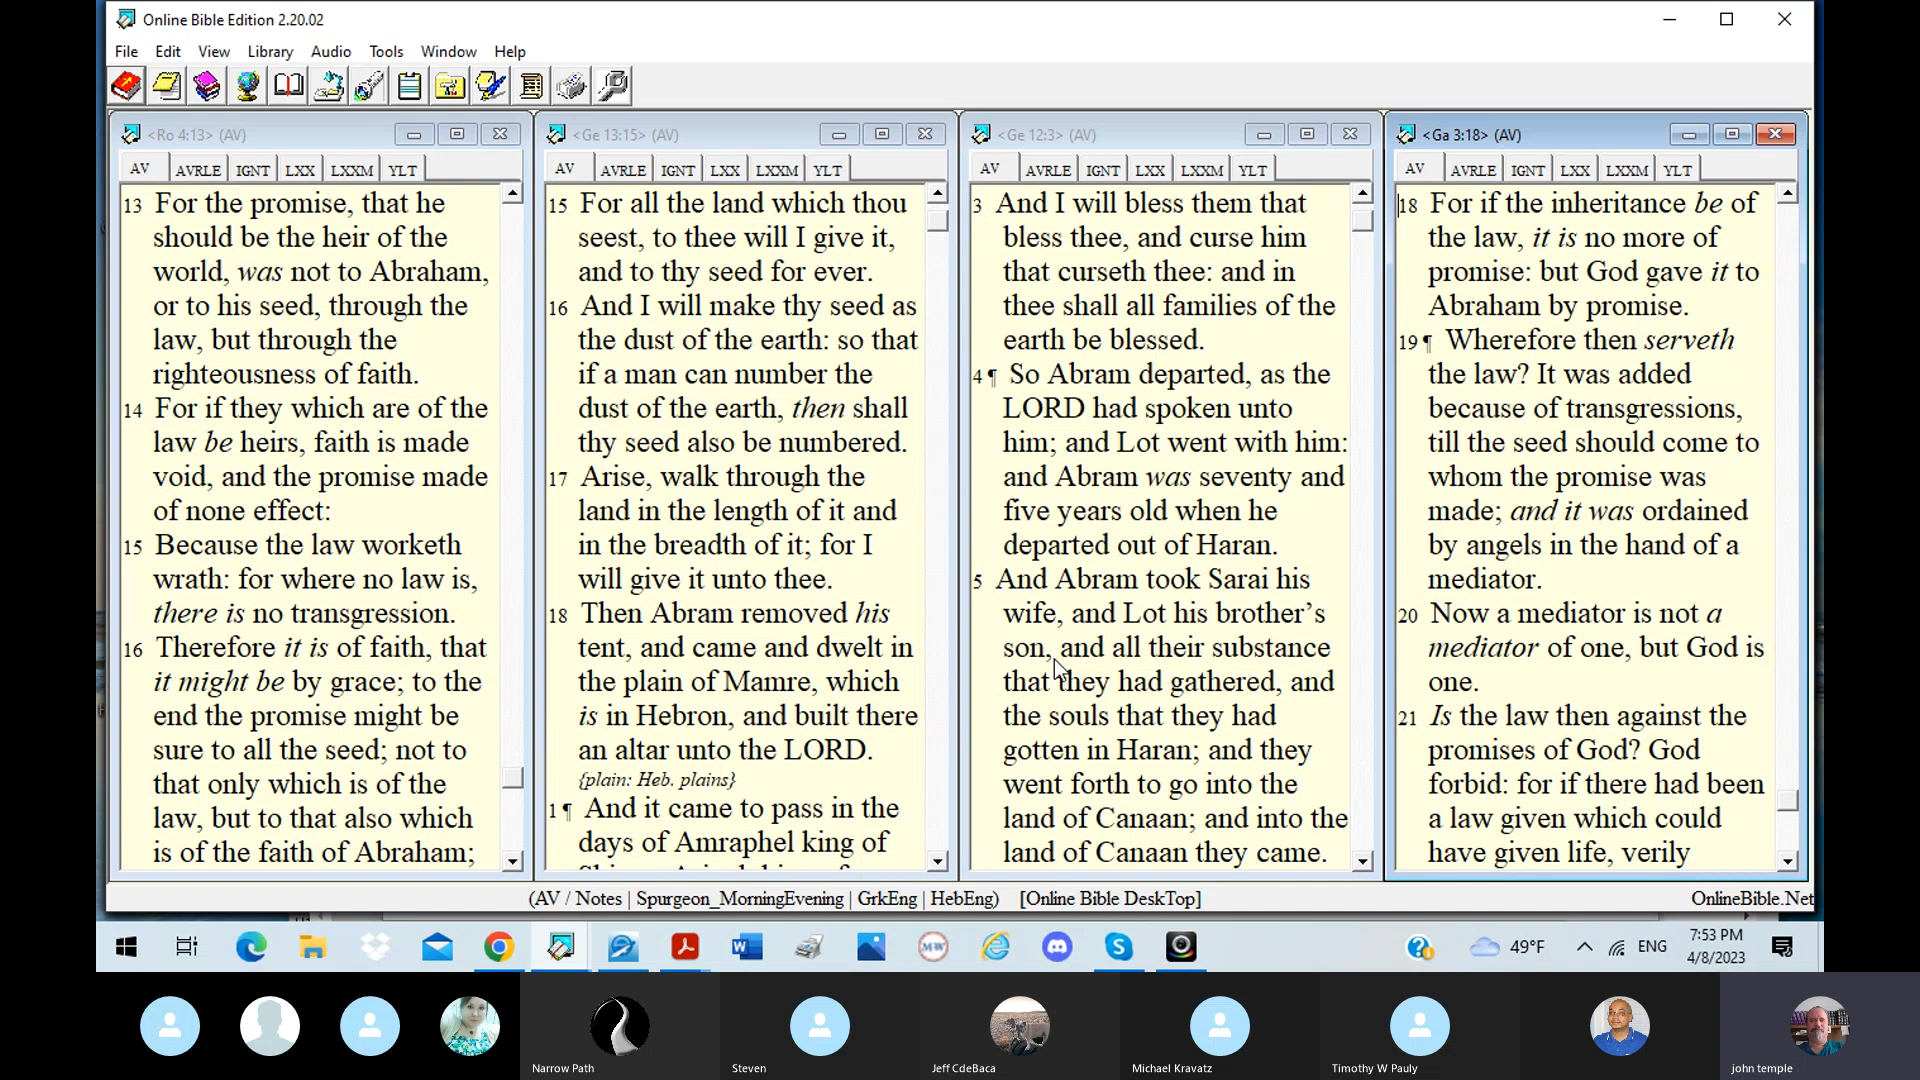 Online Bible Edition 2.20.02
File Edit View Library Audio Tools Window Help
<Ro 4:13> (AV)
AV AVRLE IGNT LXX LXXM YLT
13 For the promise, that he
should be the heir of the
world, was not to Abraham,
or to his seed, through the
law, but through the
righteousness of faith.
14 For if they which are of the
law be heirs, faith is made
void, and the promise made
of none effect:
15 Because the law worketh
wrath: for where no law is,
there is no transgression.
16 Therefore it is of faith, that
it might be by grace; to the
end the promise might be
sure to all the seed; not to
that only which is of the
law, but to that also which
is of the faith of Abraham;
<Ge 13:15> (AV)
AV AVRLE IGNT LXX LXXM YLT
15 For all the land which thou
seest, to thee will I give it,
and to thy seed for ever.
16 And I will make thy seed as
the dust of the earth: so that
if a man can number the
dust of the earth, then shall
thy seed also be numbered.
17 Arise, walk through the
land in the length of it and
in the breadth of it; for I
will give it unto thee.
18 Then Abram removed his
tent, and came and dwelt in
the plain of Mamre, which
is in Hebron, and built there
an altar unto the LORD.
{plain: Heb. plains}
1 ¶ And it came to pass in the
days of Amraphel king of
<Ge 12:3> (AV)
AV AVRLE IGNT LXX LXXM YLT
3 And I will bless them that
bless thee, and curse him
that curseth thee: and in
thee shall all families of the
earth be blessed.
4 ¶ So Abram departed, as the
LORD had spoken unto
him; and Lot went with him:
and Abram was seventy and
five years old when he
departed out of Haran.
5 And Abram took Sarai his
wife, and Lot his brother’s
son, and all their substance
that they had gathered, and
the souls that they had
gotten in Haran; and they
went forth to go into the
land of Canaan; and into the
land of Canaan they came.
<Ga 3:18> (AV)
AV AVRLE IGNT LXX LXXM YLT
18 For if the inheritance be of
the law, it is no more of
promise: but God gave it to
Abraham by promise.
19 ¶ Wherefore then serveth
the law? It was added
because of transgressions,
till the seed should come to
whom the promise was
made; and it was ordained
by angels in the hand of a
mediator.
20 Now a mediator is not a
mediator of one, but God is
one.
21 Is the law then against the
promises of God? God
forbid: for if there had been
a law given which could
have given life, verily
(AV / Notes | Spurgeon_MorningEvening | GrkEng | HebEng) [Online Bible DeskTop] OnlineBible.Net
49°F ENG 7:53 PM
4/8/2023
Narrow Path Steven Jeff CdeBaca Michael Kravatz Timothy W Pauly john temple